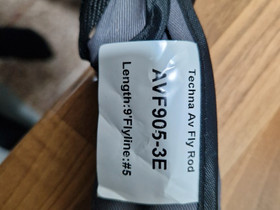 Techna Av Fly Rod
AVF905-3E
Length:9'Flyline:#5